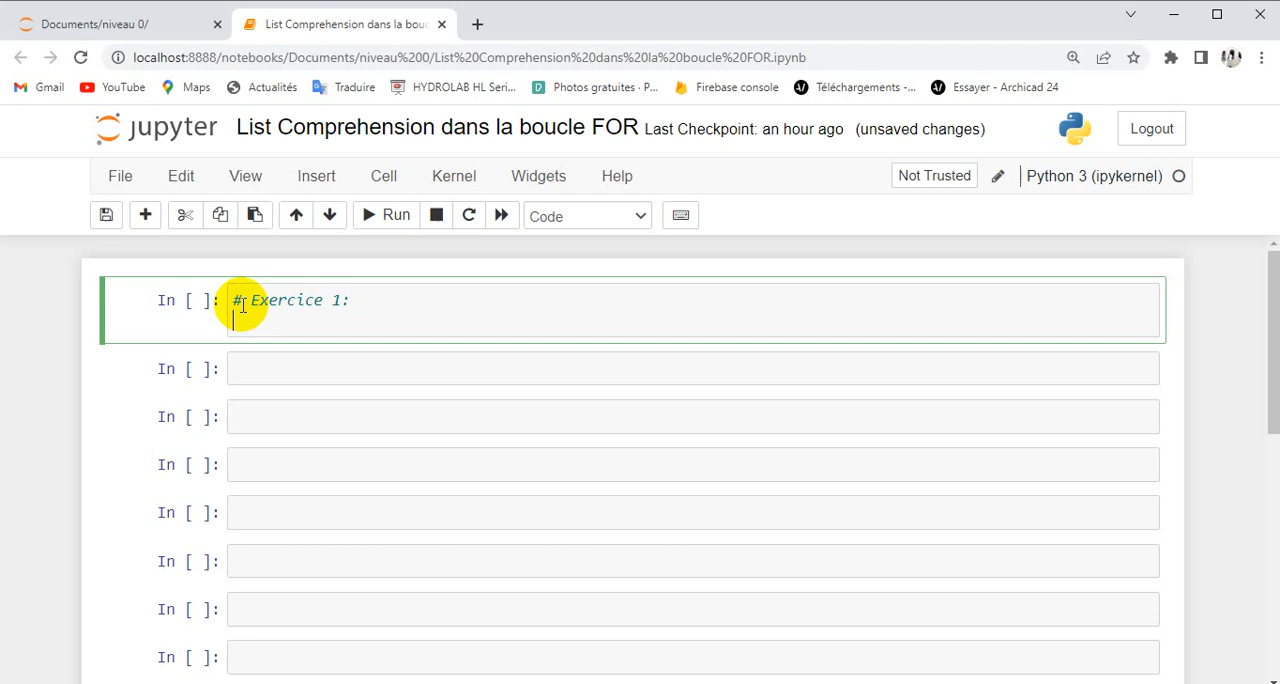 Documents/niveau 0/
List Comprehension dans la bouc
localhost:8888/notebooks/Documents/niveau%200/List%20Comprehension%20dans%20la%20boucle%20FOR.ipynb
Gmail YouTube Maps Actualités Traduire HYDROLAB HL Seri... Photos gratuites · P... Firebase console Téléchargements -... Essayer - Archicad 24
jupyter List Comprehension dans la boucle FOR Last Checkpoint: an hour ago (unsaved changes) Logout
File Edit View Insert Cell Kernel Widgets Help Not Trusted Python 3 (ipykernel)
Run Code
In [ ]: # Exercice 1:
In [ ]:
In [ ]:
In [ ]:
In [ ]:
In [ ]:
In [ ]:
In [ ]: